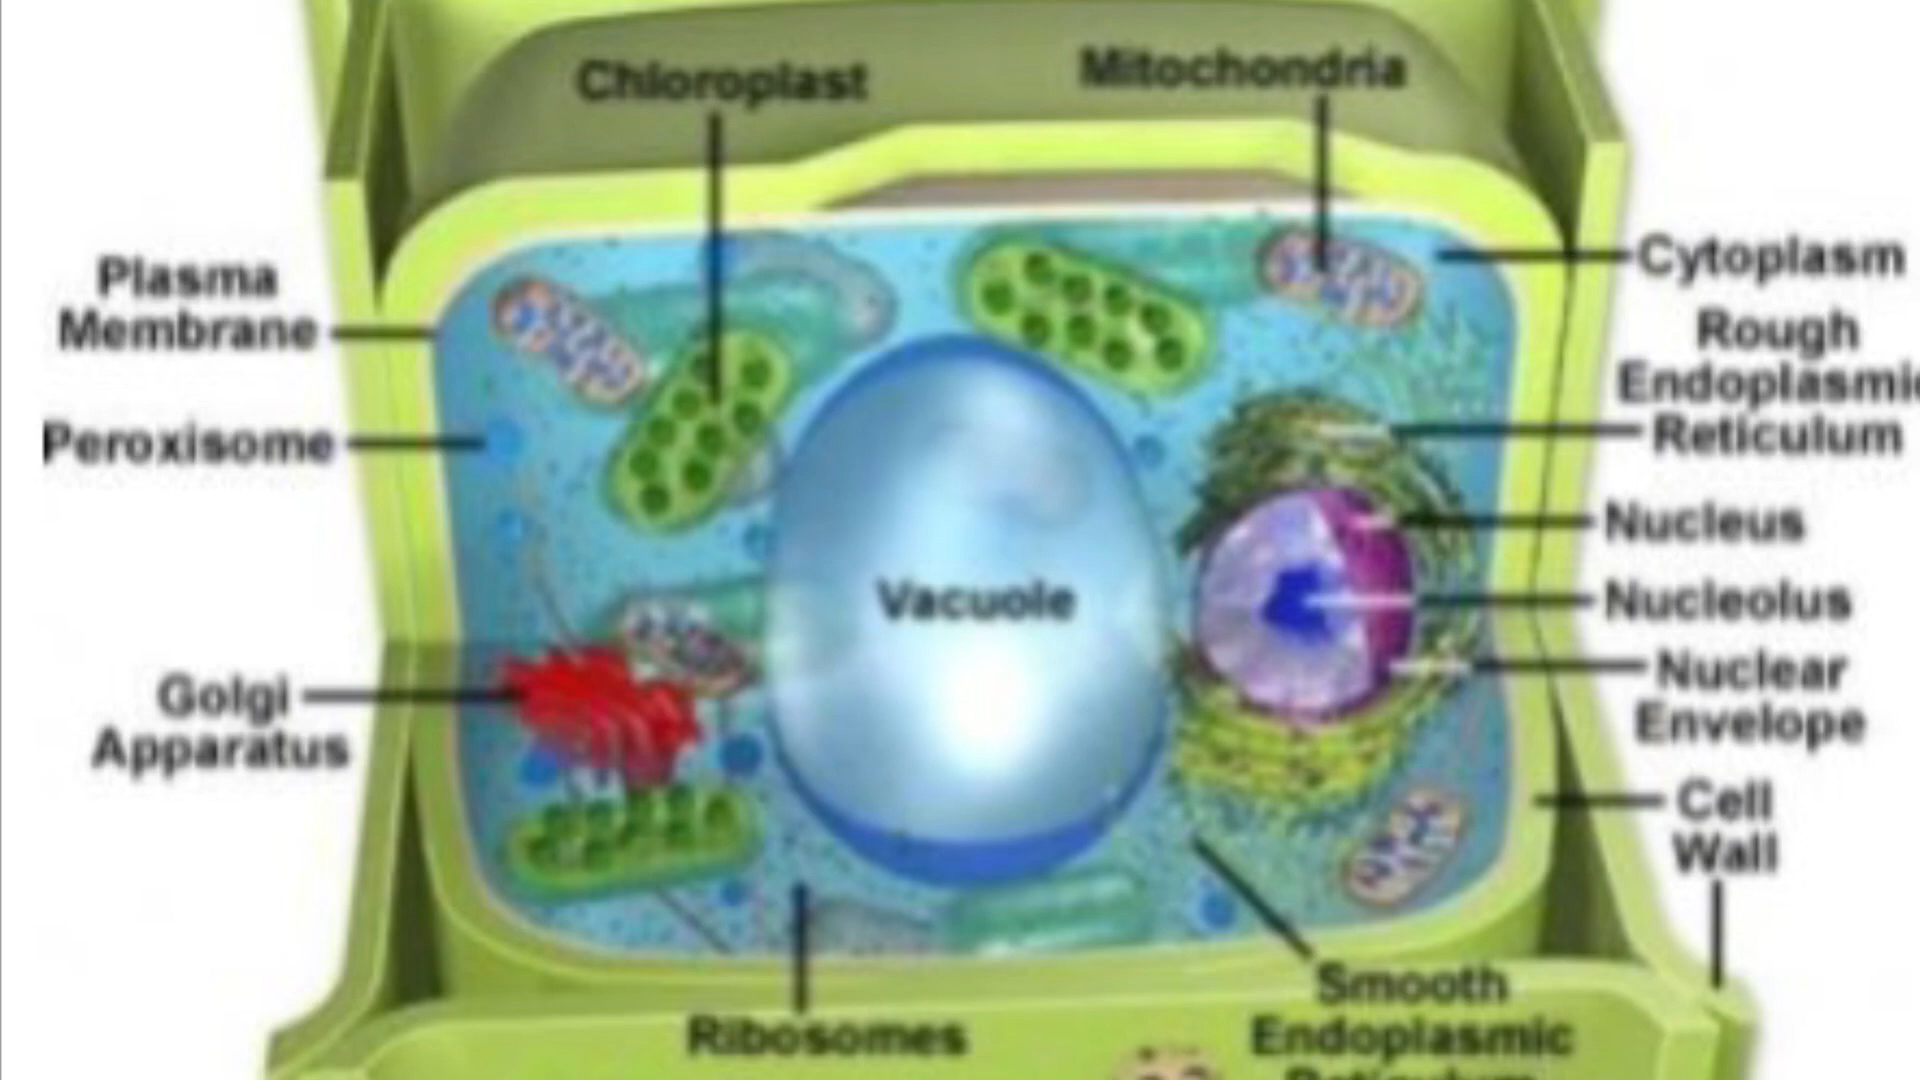 Chloroplast
Mitochondria
Plasma
Membrane
Peroxisome
Golgi
Apparatus
Vacuole
Cytoplasm
Rough
Endoplasmic
Reticulum
Nucleus
Nucleolus
Nuclear
Envelope
Cell
Wall
Ribosomes
Smooth
Endoplasmic
Reticulum